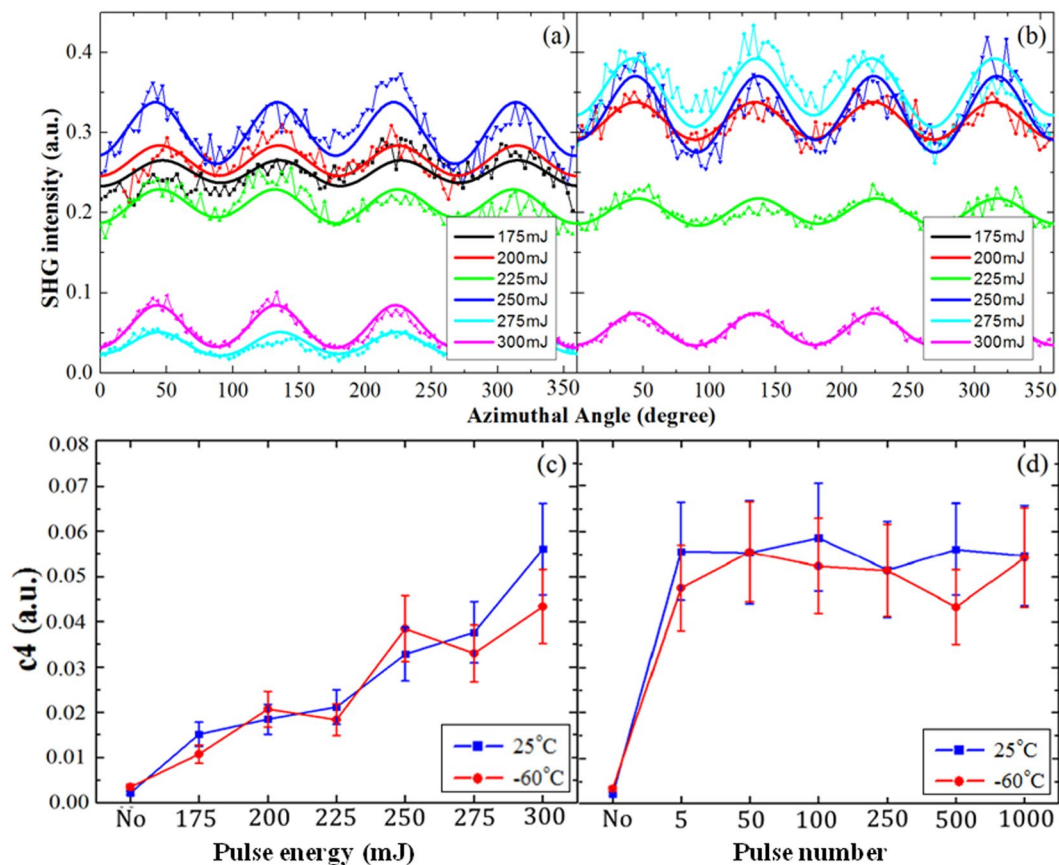 (a)
(b)
0.4
0.3
0.2
0.1
0.0
SHG intensity (a.u.)
175mJ
200mJ
225mJ
250mJ
275mJ
300mJ
175mJ
200mJ
225mJ
250mJ
275mJ
300mJ
0 50 100 150 200 250 300 350
50 100 150 200 250 300 350
Azimuthal Angle (degree)
(c)
(d)
0.08
0.07
0.06
0.05
0.04
0.03
0.02
0.01
0.00
c4 (a.u.)
25°C
-60°C
25°C
-60°C
No 175 200 225 250 275 300
No 5 50 100 250 500 1000
Pulse energy (mJ)
Pulse number